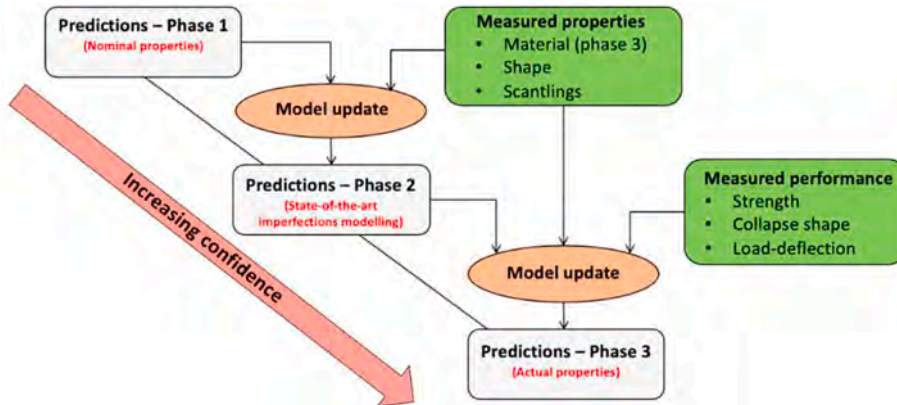 Predictions – Phase 1
(Nominal properties)
Measured properties
• Material (phase 3)
• Shape
• Scantlings
Model update
Increasing confidence
Predictions – Phase 2
(State-of-the-art
imperfections modelling)
Measured performance
• Strength
• Collapse shape
• Load-deflection
Model update
Predictions – Phase 3
(Actual properties)